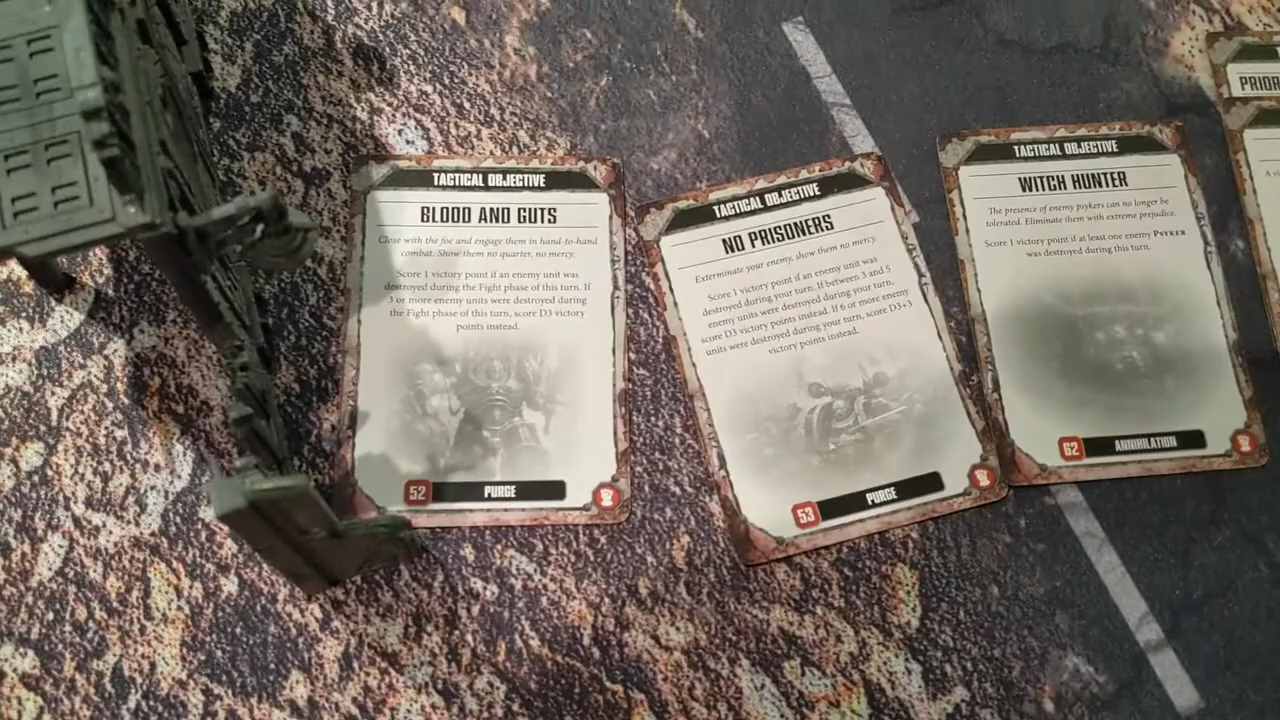 TACTICAL OBJECTIVE
BLOOD AND GUTS
Close with the foe and engage them in hand-to-hand
combat. Show them no quarter, no mercy.
Score 1 victory point if an enemy unit was
destroyed during the Fight phase of this turn. If
3 or more enemy units were destroyed during
the Fight phase of this turn, score D3 victory
points instead.
52 PURGE
TACTICAL OBJECTIVE
NO PRISONERS
Exterminate your enemy, show them no mercy.
Score 1 victory point if an enemy unit was
destroyed during your turn. If between 3 and 5
enemy units were destroyed during your turn,
score D3 victory points instead. If 6 or more enemy
units were destroyed during your turn, score D3+3
victory points instead.
53 PURGE
TACTICAL OBJECTIVE
WITCH HUNTER
The presence of enemy psykers can no longer be
tolerated. Eliminate them with extreme prejudice.
Score 1 victory point if at least one enemy PSYKER
was destroyed during this turn.
62 ANNIHILATION
PRIOR
A vi